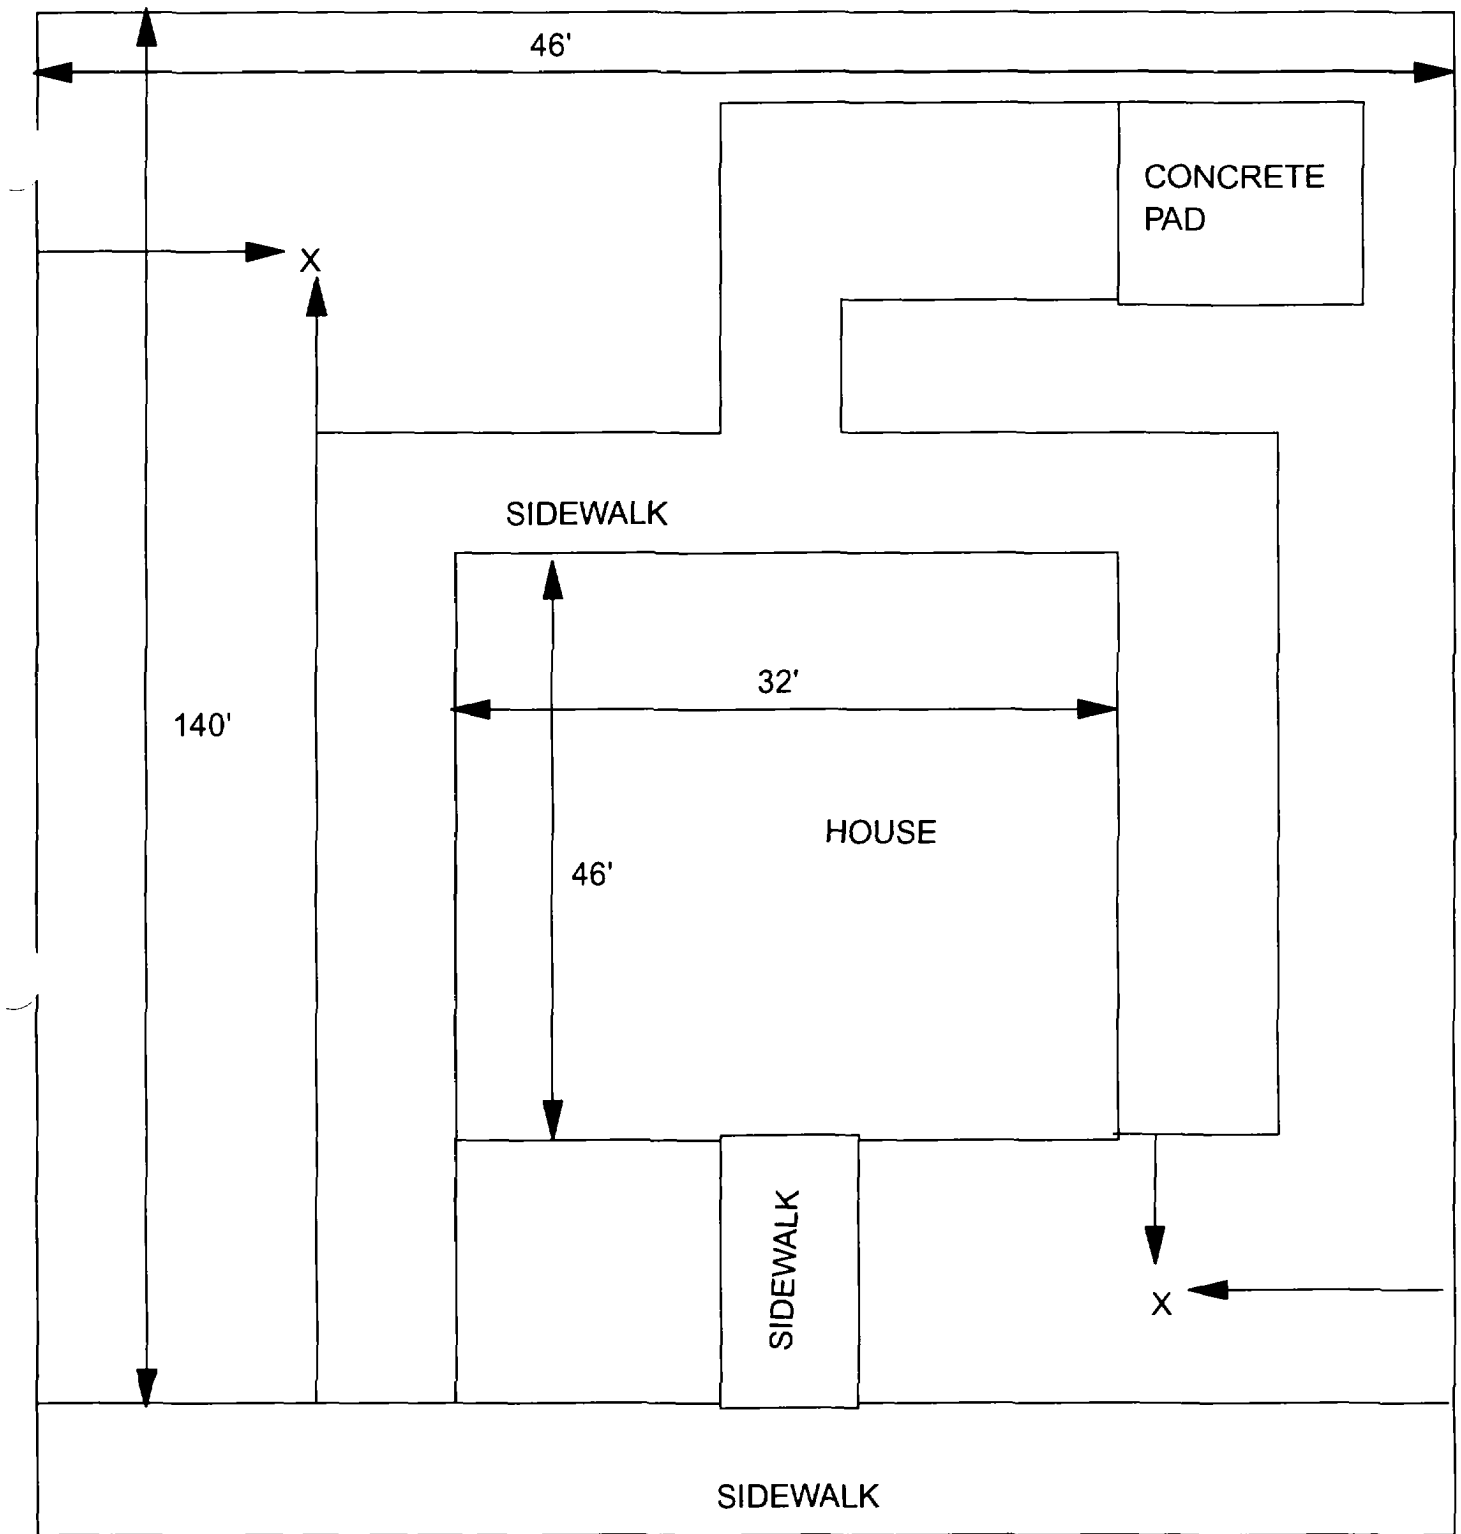 46'
CONCRETE
PAD
X
SIDEWALK
32'
140'
HOUSE
46'
SIDEWALK
X
SIDEWALK